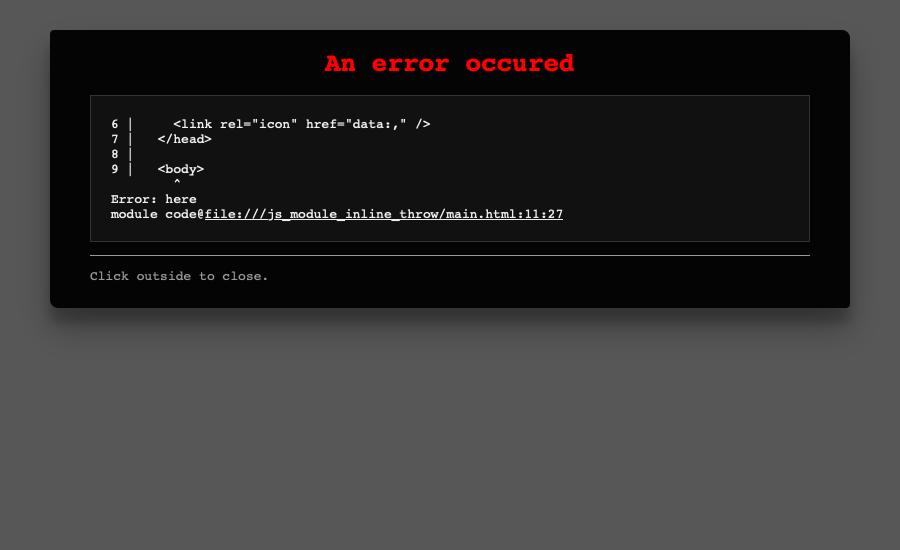 An error occured
6 |     <link rel="icon" href="data:," />
7 |   </head>
8 |
9 |   <body>
        ^
Error: here
module code@file:///js_module_inline_throw/main.html:11:27
Click outside to close.